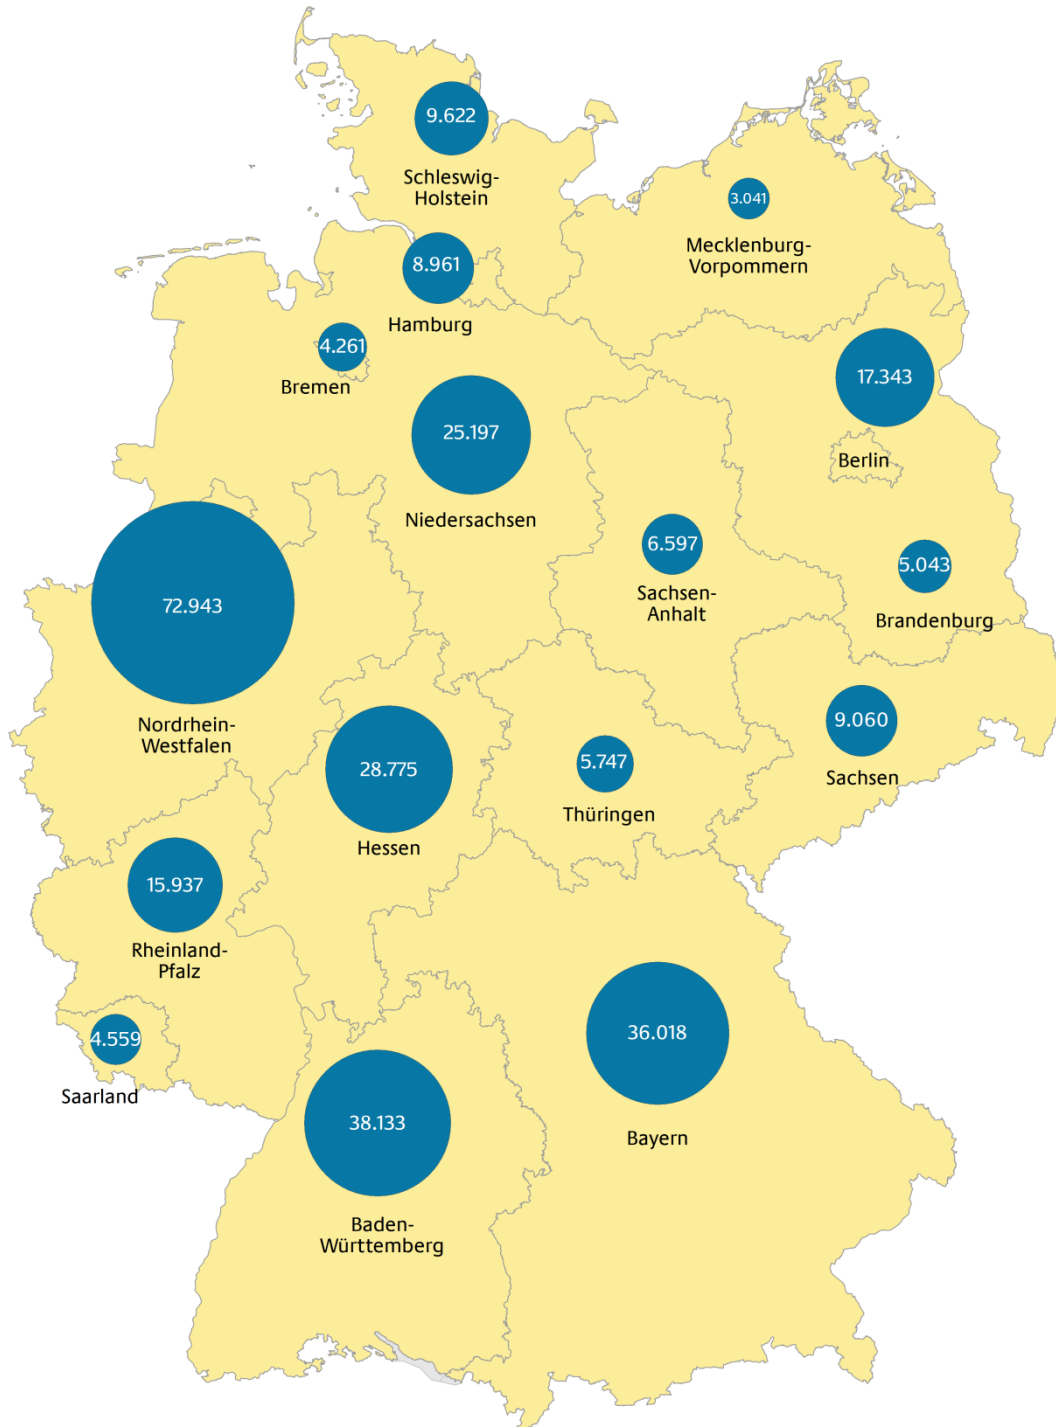 9.622
Schleswig-
Holstein
3.041
Mecklenburg-
Vorpommern
8.961
Hamburg
4.261
Bremen
17.343
Berlin
25.197
Niedersachsen
6.597
Sachsen-
Anhalt
5.043
Brandenburg
72.943
Nordrhein-
Westfalen
28.775
Hessen
5.747
Thüringen
9.060
Sachsen
15.937
Rheinland-
Pfalz
4.559
Saarland
36.018
Bayern
38.133
Baden-
Württemberg